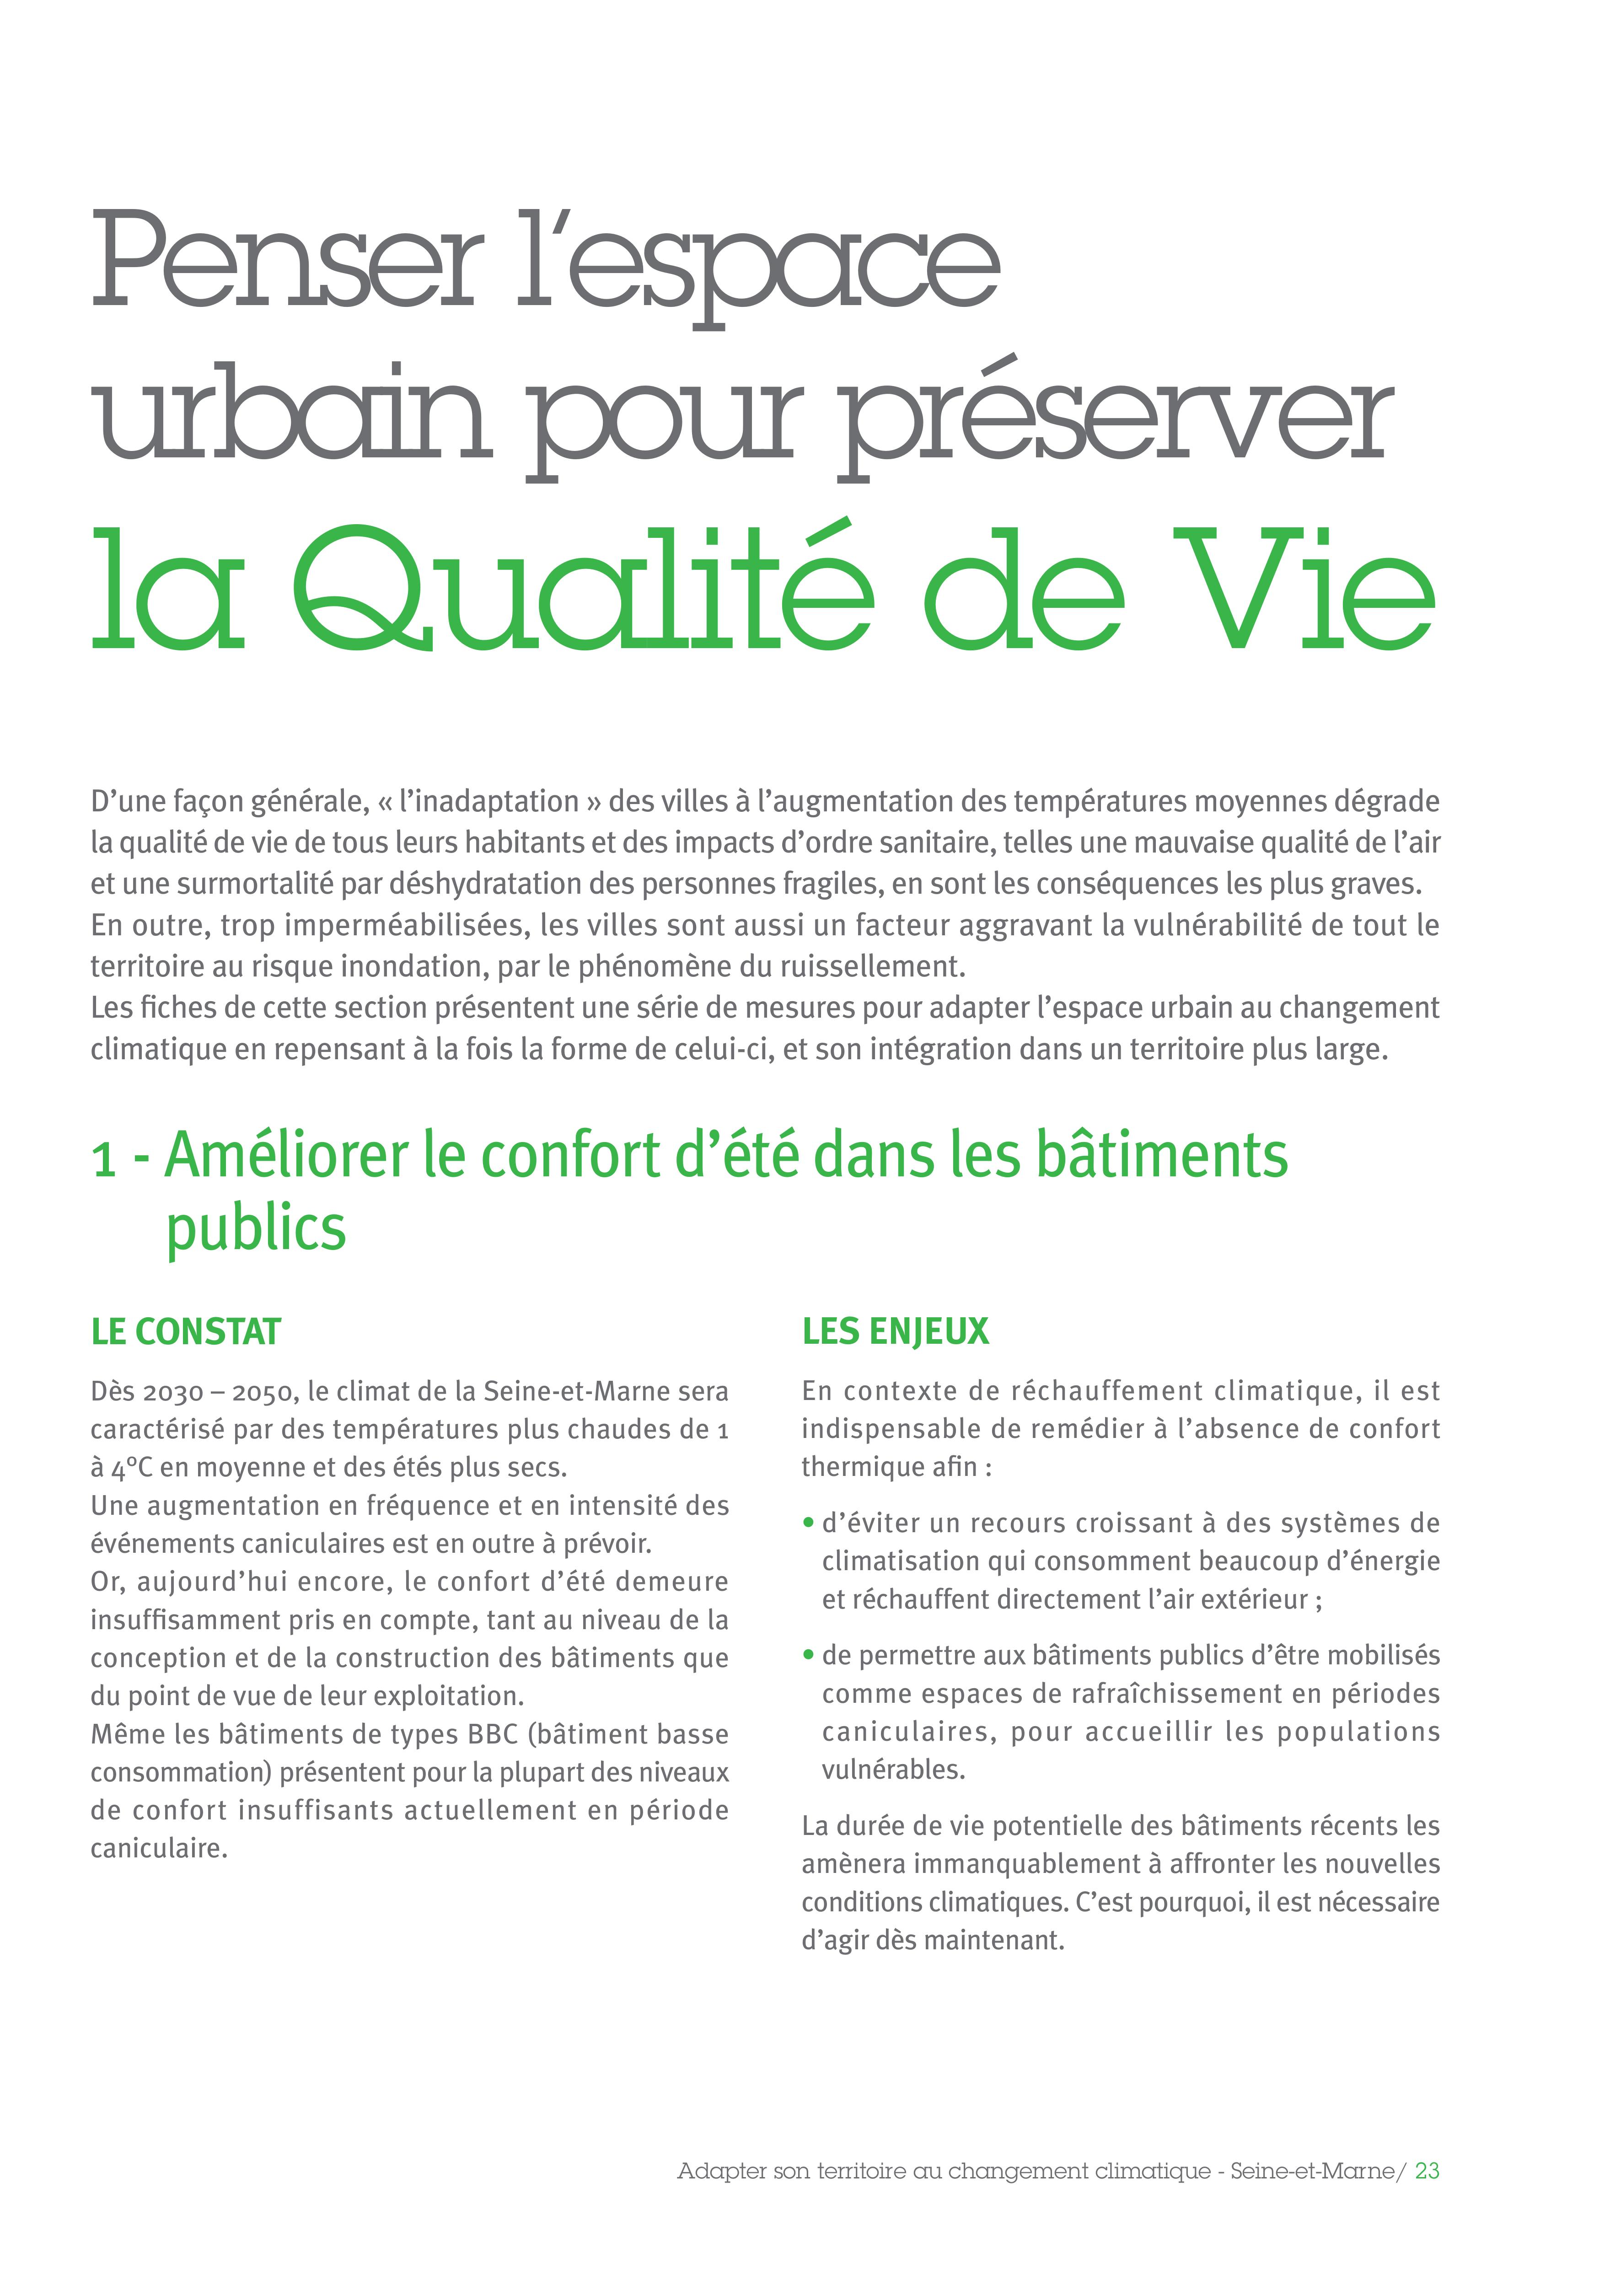 Penser l'espace
urbain pour préserver
la Qualité de Vie
D'une façon générale, « l'inadaptation » des villes à l'augmentation des températures moyennes dégrade
la qualité de vie de tous leurs habitants et des impacts d'ordre sanitaire, telles une mauvaise qualité de l'air
et une surmortalité par déshydratation des personnes fragiles, en sont les conséquences les plus graves.
En outre, trop imperméabilisées, les villes sont aussi un facteur aggravant la vulnérabilité de tout le
territoire au risque inondation, par le phénomène du ruissellement.
Les fiches de cette section présentent une série de mesures pour adapter l'espace urbain au changement
climatique en repensant à la fois la forme de celui-ci, et son intégration dans un territoire plus large.
1 - Améliorer le confort d'été dans les bâtiments
publics
LE CONSTAT
Dès 2030 – 2050, le climat de la Seine-et-Marne sera
caractérisé par des températures plus chaudes de 1
à 4°C en moyenne et des étés plus secs.
Une augmentation en fréquence et en intensité des
événements caniculaires est en outre à prévoir.
Or, aujourd'hui encore, le confort d'été demeure
insuffisamment pris en compte, tant au niveau de la
conception et de la construction des bâtiments que
du point de vue de leur exploitation.
Même les bâtiments de types BBC (bâtiment basse
consommation) présentent pour la plupart des niveaux
de confort insuffisants actuellement en période
caniculaire.
LES ENJEUX
En contexte de réchauffement climatique, il est
indispensable de remédier à l'absence de confort
thermique afin :
• d'éviter un recours croissant à des systèmes de
climatisation qui consomment beaucoup d'énergie
et réchauffent directement l'air extérieur ;
• de permettre aux bâtiments publics d'être mobilisés
comme espaces de rafraîchissement en périodes
caniculaires, pour accueillir les populations
vulnérables.
La durée de vie potentielle des bâtiments récents les
amènera immanquablement à affronter les nouvelles
conditions climatiques. C'est pourquoi, il est nécessaire
d'agir dès maintenant.
Adapter son territoire au changement climatique - Seine-et-Marne/ 23